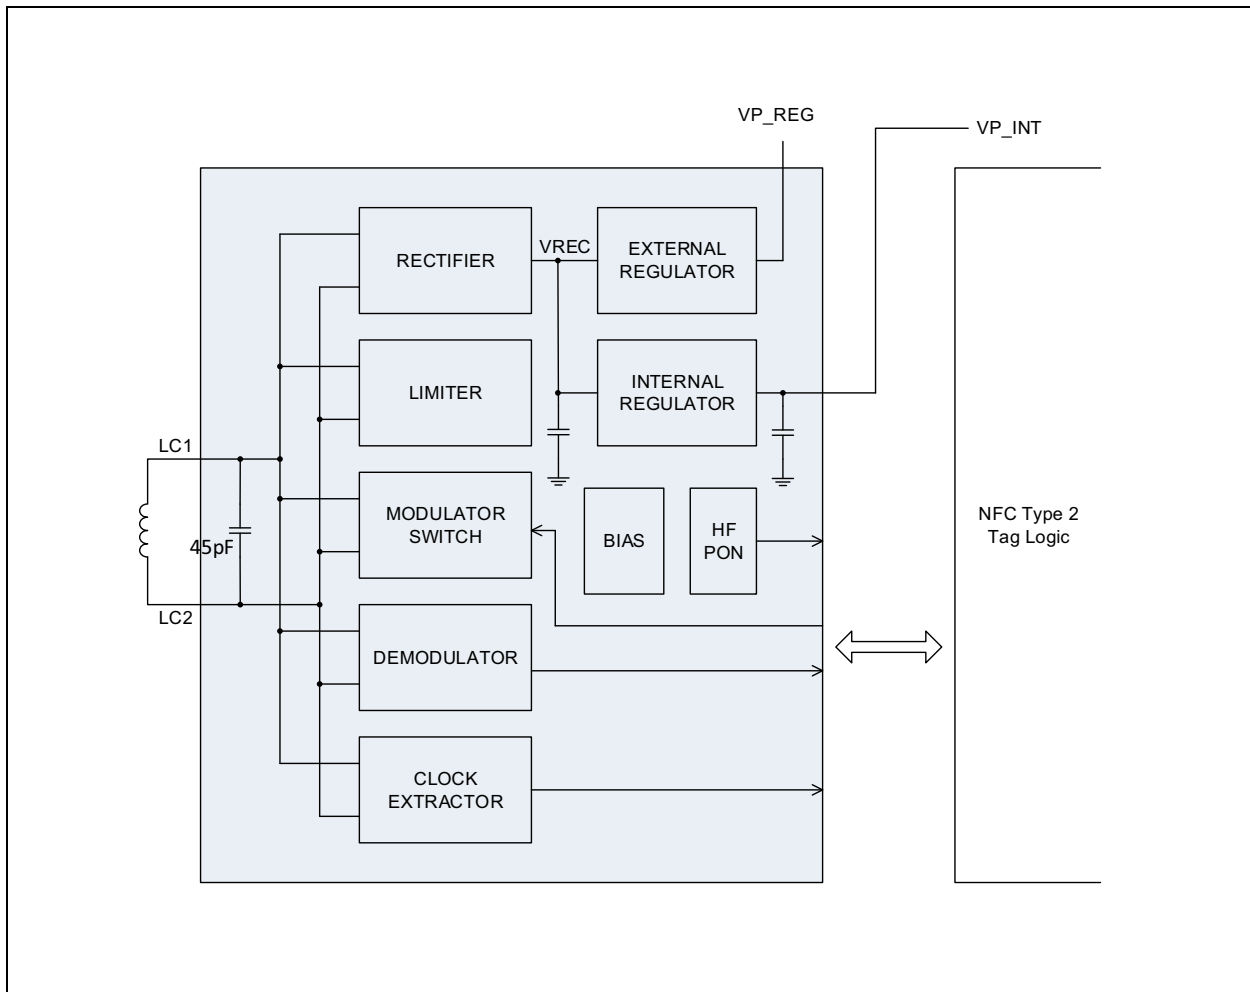 VP_REG
VP_INT
RECTIFIER
VREC
EXTERNAL
REGULATOR
LIMITER
INTERNAL
REGULATOR
LC1
MODULATOR
SWITCH
BIAS
HF
PON
NFC Type 2
Tag Logic
45pF
LC2
DEMODULATOR
CLOCK
EXTRACTOR